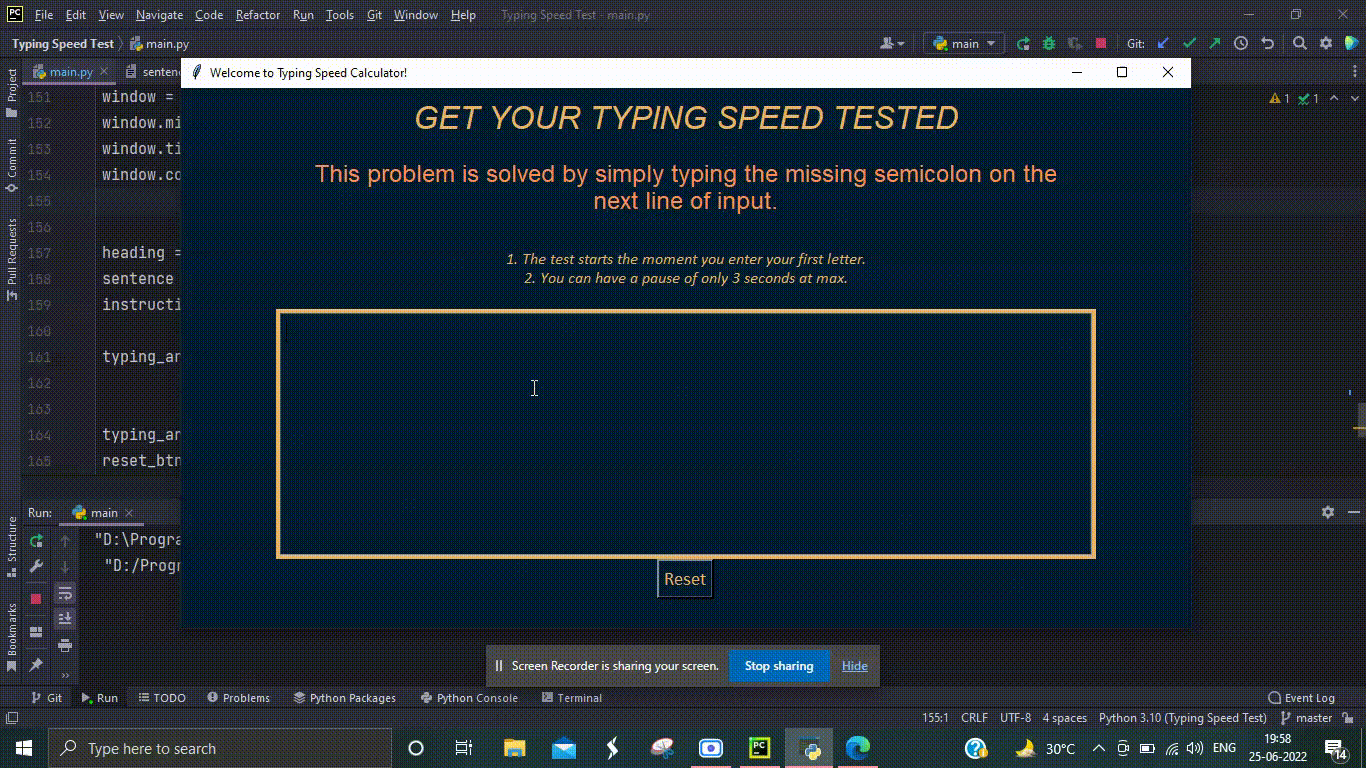 PC File Edit View Navigate Code Refactor Run Tools Git Window Help Typing Speed Test - main.py
Typing Speed Test main.py main Git:
main.py
Welcome to Typing Speed Calculator!
GET YOUR TYPING SPEED TESTED
This problem is solved by simply typing the missing semicolon on the
next line of input.
1. The test starts the moment you enter your first letter.
2. You can have a pause of only 3 seconds at max.
Reset
Project
Commit
Pull Requests
Structure
Bookmarks
151 window =
152 window.mi
153 window.ti
154 window.co
155
156
157 heading =
158 sentence
159 instructi
160
161 typing_ar
162
163
164 typing_ar
165 reset_btn
1 1
Run: main
"D:\Progra
"D:/Progr
Screen Recorder is sharing your screen. Stop sharing Hide
Git Run TODO Problems Python Packages Python Console Terminal Event Log
155:1 CRLF UTF-8 4 spaces Python 3.10 (Typing Speed Test) master
Type here to search PC 30°C ENG 19:58
25-06-2022 14